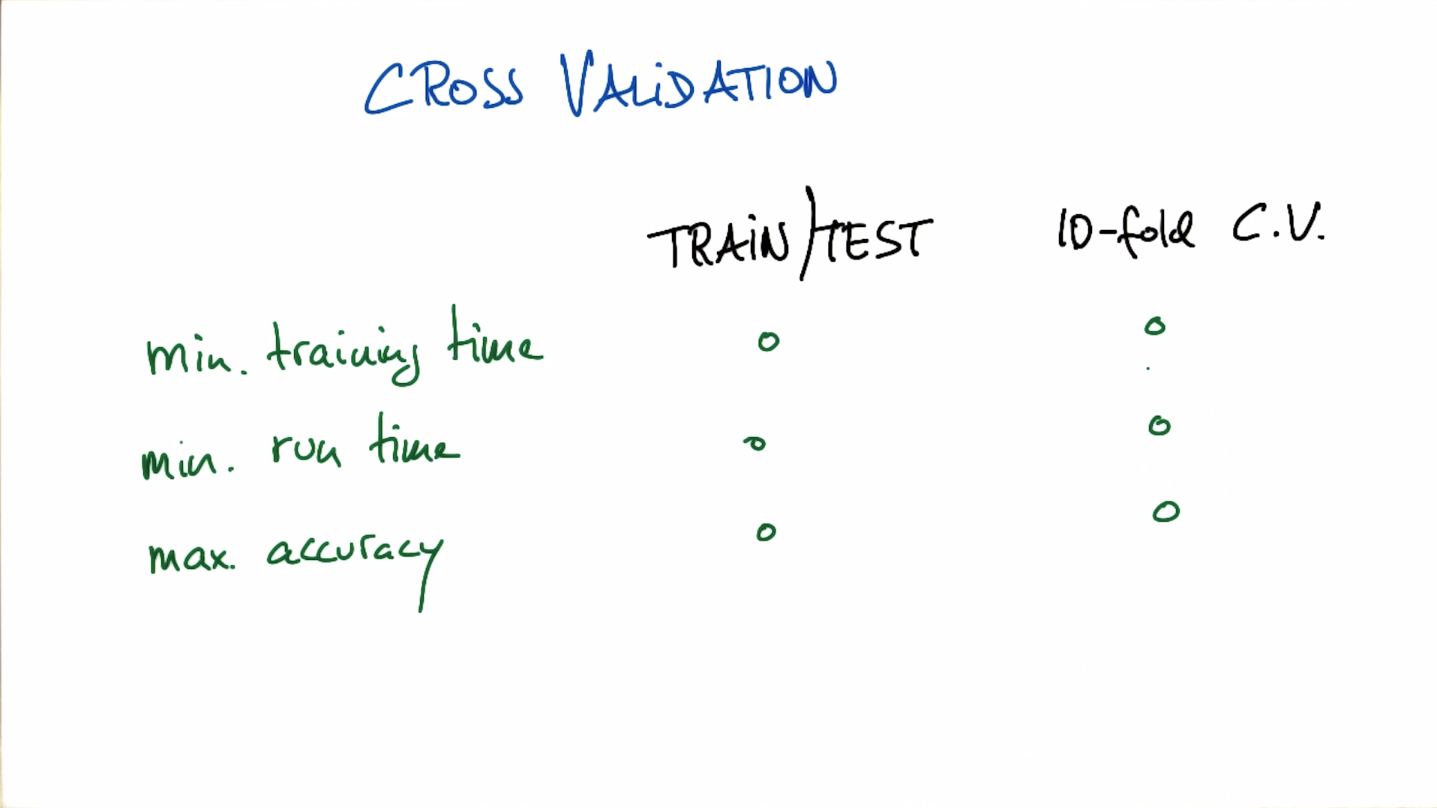 CROSS VALiDATiON
TRAiN/TEST 10-fold C.V.
min. training time
min. run time
max. accuracy